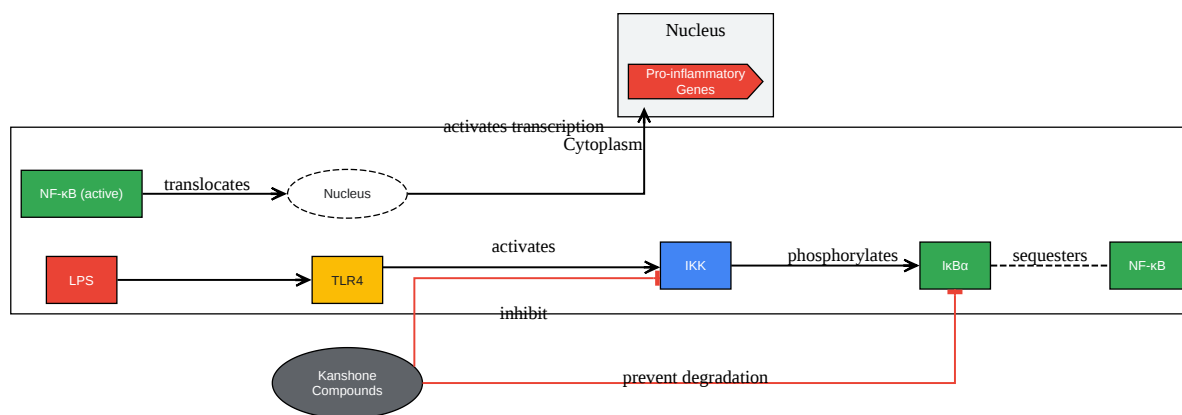 Nucleus
Pro-inflammatory
Genes
activates transcription
Cytoplasm
NF-κB (active)
translocates
Nucleus
activates
LPS
TLR4
IKK
phosphorylates
IκBα
sequesters
NF-κB
inhibit
Kanshone
Compounds
prevent degradation